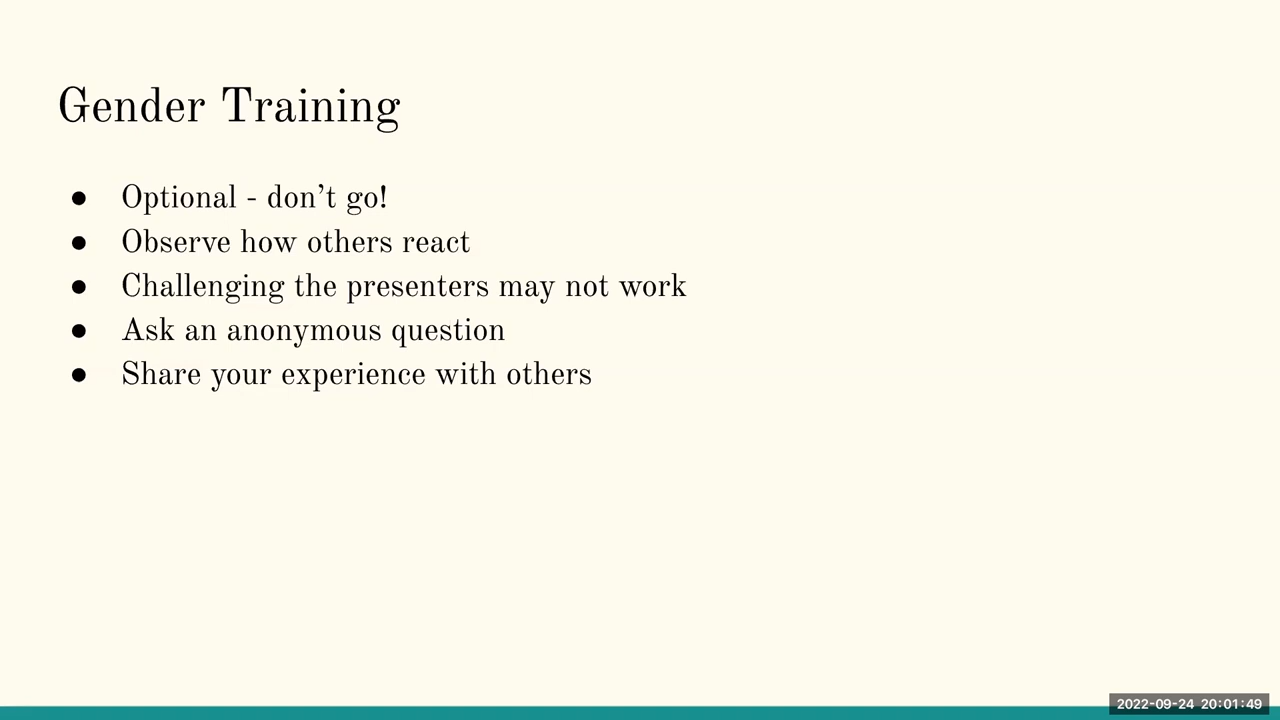 Gender Training
● Optional - don’t go!
● Observe how others react
● Challenging the presenters may not work
● Ask an anonymous question
● Share your experience with others
2022-09-24 20:01:49